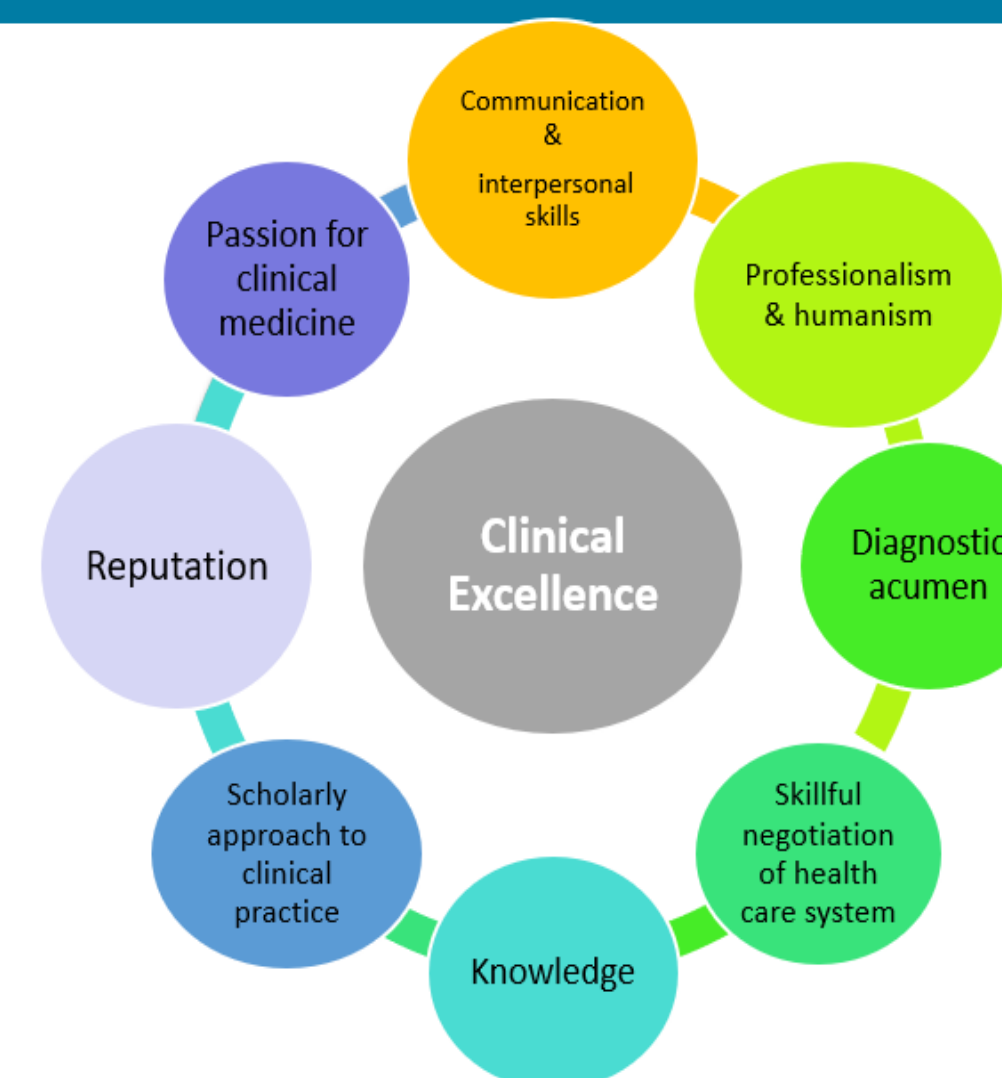 Communication
&
interpersonal
skills
Professionalism
& humanism
Diagnostic
acumen
Skillful
negotiation
of health
care system
Knowledge
Scholarly
approach to
clinical
practice
Reputation
Passion for
clinical
medicine
Clinical
Excellence